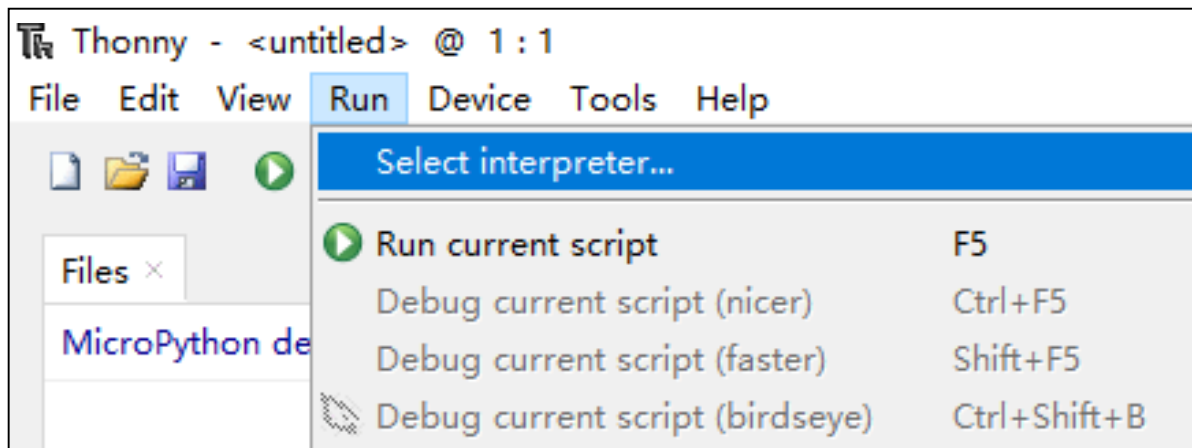 Thonny - <untitled> @ 1 : 1
File Edit View Run Device Tools Help
Select interpreter...
Run current script F5
Files ×
Debug current script (nicer) Ctrl+F5
MicroPython de
Debug current script (faster) Shift+F5
Debug current script (birdseye) Ctrl+Shift+B